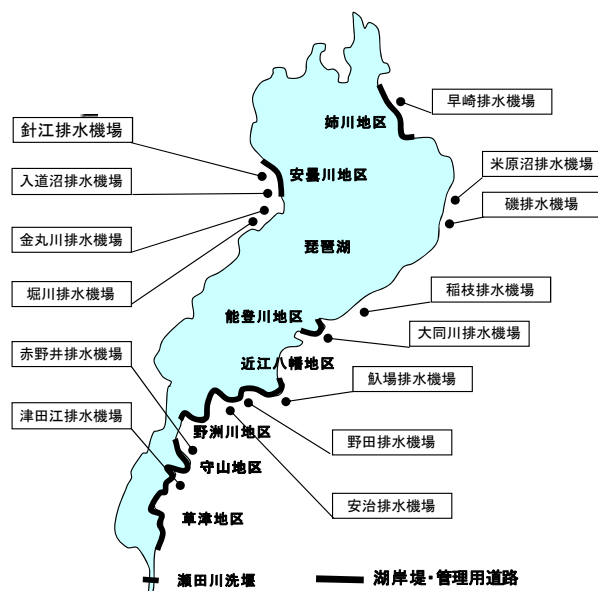 早崎排水機場
姉川地区
針江排水機場
米原沼排水機場
入道沼排水機場
安曇川地区
磯排水機場
金丸川排水機場
琵琶湖
堀川排水機場
稲枝排水機場
能登川地区
大同川排水機場
赤野井排水機場
近江八幡地区
魞場排水機場
津田江排水機場
野洲川地区
野田排水機場
守山地区
安治排水機場
草津地区
瀬田川洗堰
湖岸堤・管理用道路